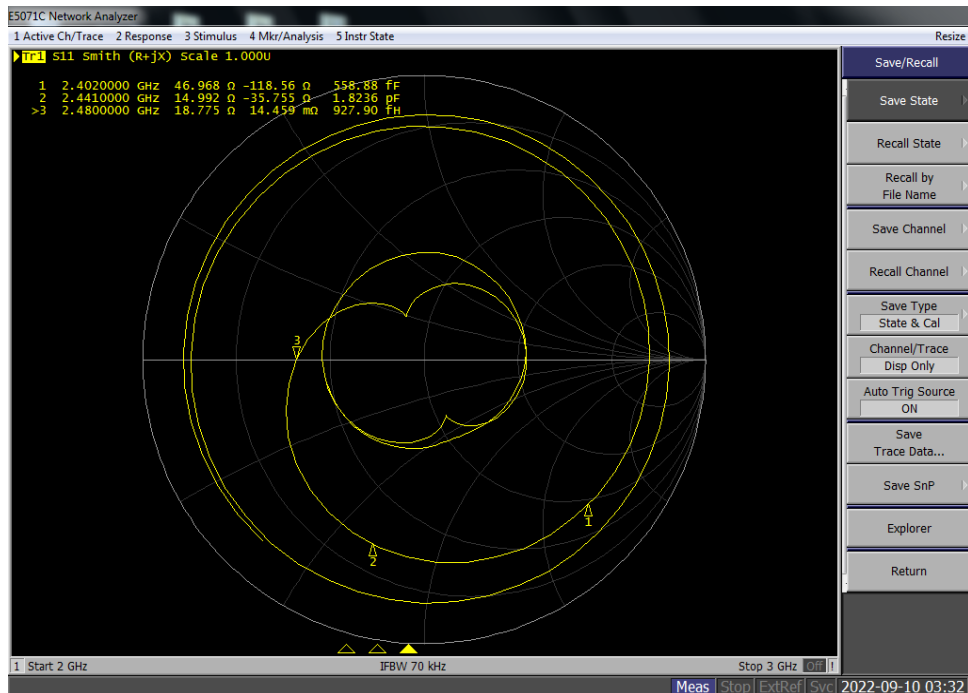 E5071C Network Analyzer
1 Active Ch/Trace 2 Response 3 Stimulus 4 Mkr/Analysis 5 Instr State Resize
Tr1 S11 Smith (R+jX) Scale 1.000U
1 2.4020000 GHz 46.968 Ω -118.56 Ω 558.88 fF
2 2.4410000 GHz 14.992 Ω -35.755 Ω 1.8236 pF
>3 2.4800000 GHz 18.775 Ω 14.459 mΩ 927.90 fH
3
1
2
Save/Recall
Save State
Recall State
Recall by
File Name
Save Channel
Recall Channel
Save Type
State & Cal
Channel/Trace
Disp Only
Auto Trig Source
ON
Save
Trace Data...
Save SnP
Explorer
Return
1 Start 2 GHz IFBW 70 kHz Stop 3 GHz Off !
Meas Stop ExtRef Svc 2022-09-10 03:32